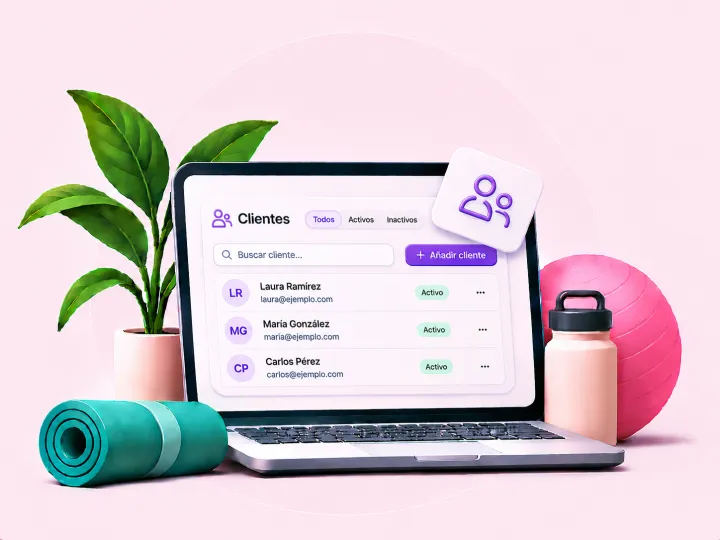 Clientes
Todos Activos Inactivos
Buscar cliente...
+ Añadir cliente
LR
Laura Ramírez
laura@ejemplo.com
Activo
MG
María González
maria@ejemplo.com
Activo
CP
Carlos Pérez
carlos@ejemplo.com
Activo